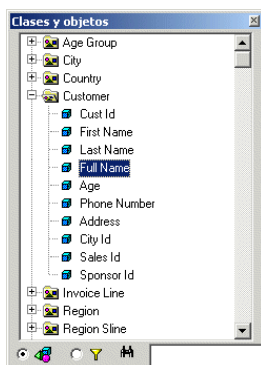 Clases y objetos
Age Group
City
Country
Customer
Cust Id
First Name
Last Name
Full Name
Age
Phone Number
Address
City Id
Sales Id
Sponsor Id
Invoice Line
Region
Region Sline